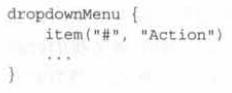 dropdownMenu {
    item("#", "Action")
    ...
}